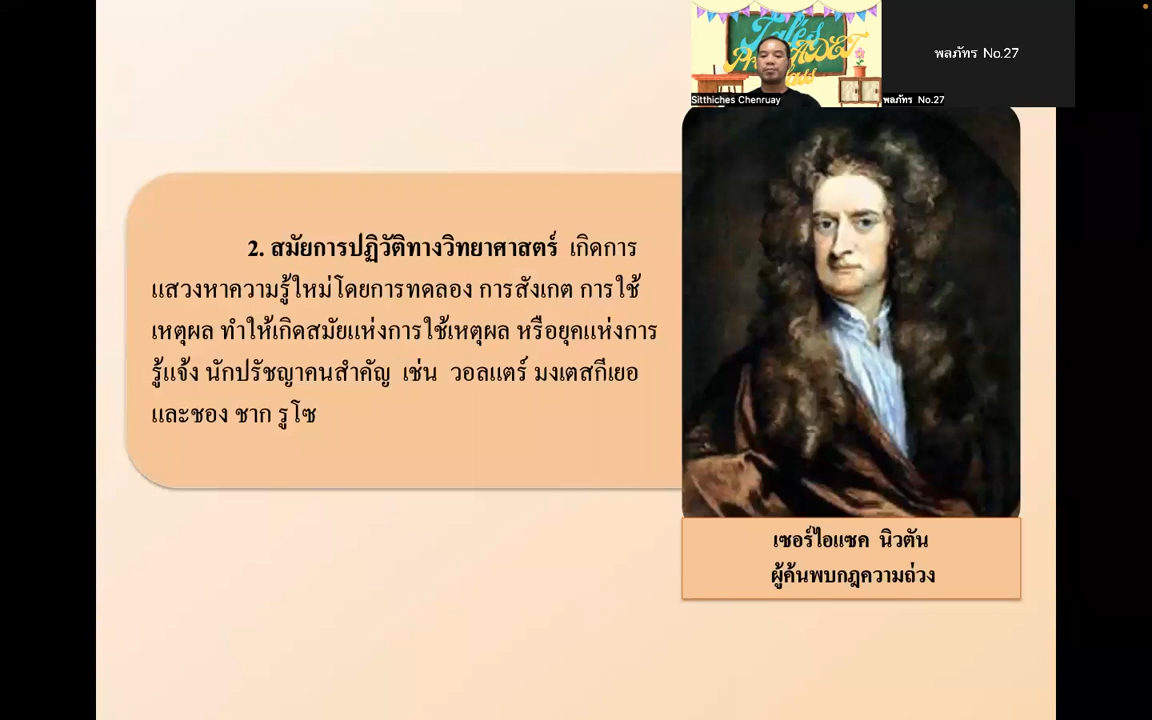 Tales
Sitthiches Chenruay
พลภัทร No.27
พลภัทร No.27
2. สมัยการปฏิวัติทางวิทยาศาสตร์ เกิดการ
แสวงหาความรู้ใหม่โดยการทดลอง การสังเกต การใช้
เหตุผล ทำให้เกิดสมัยแห่งการใช้เหตุผล หรือยุคแห่งการ
รู้แจ้ง นักปรัชญาคนสำคัญ เช่น วอลแตร์ มงเตสกีเยอ
และชอง ชาก รูโซ
เซอร์ไอแซค นิวตัน
ผู้ค้นพบกฎความถ่วง